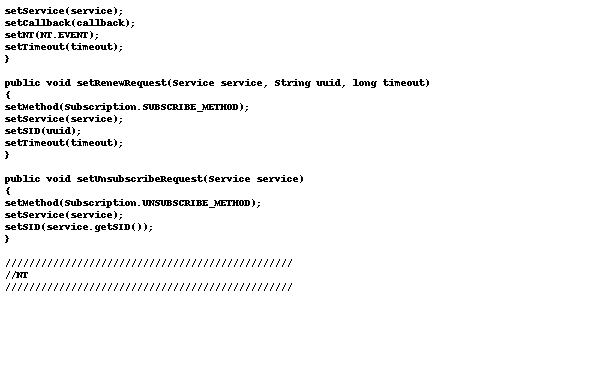 setService(service);
setCallback(callback);
setNT(NT.EVENT);
setTimeout(timeout);
}
public void setRenewRequest(Service service, String uuid, long timeout)
{
setMethod(Subscription.SUBSCRIBE_METHOD);
setService(service);
setSID(uuid);
setTimeout(timeout);
}
public void setUnsubscribeRequest(Service service)
{
setMethod(Subscription.UNSUBSCRIBE_METHOD);
setService(service);
setSID(service.getSID());
}
////////////////////////////////////////////////
//NT
////////////////////////////////////////////////